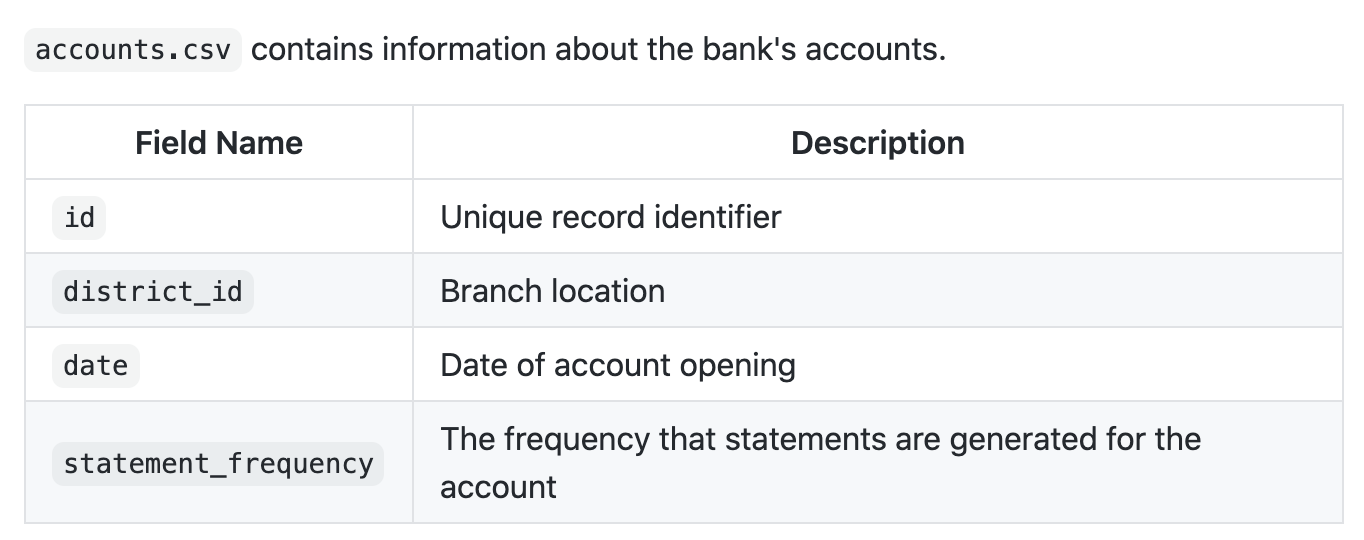 accounts.csv contains information about the bank's accounts.
Field Name Description
id Unique record identifier
district_id Branch location
date Date of account opening
statement_frequency The frequency that statements are generated for the
account